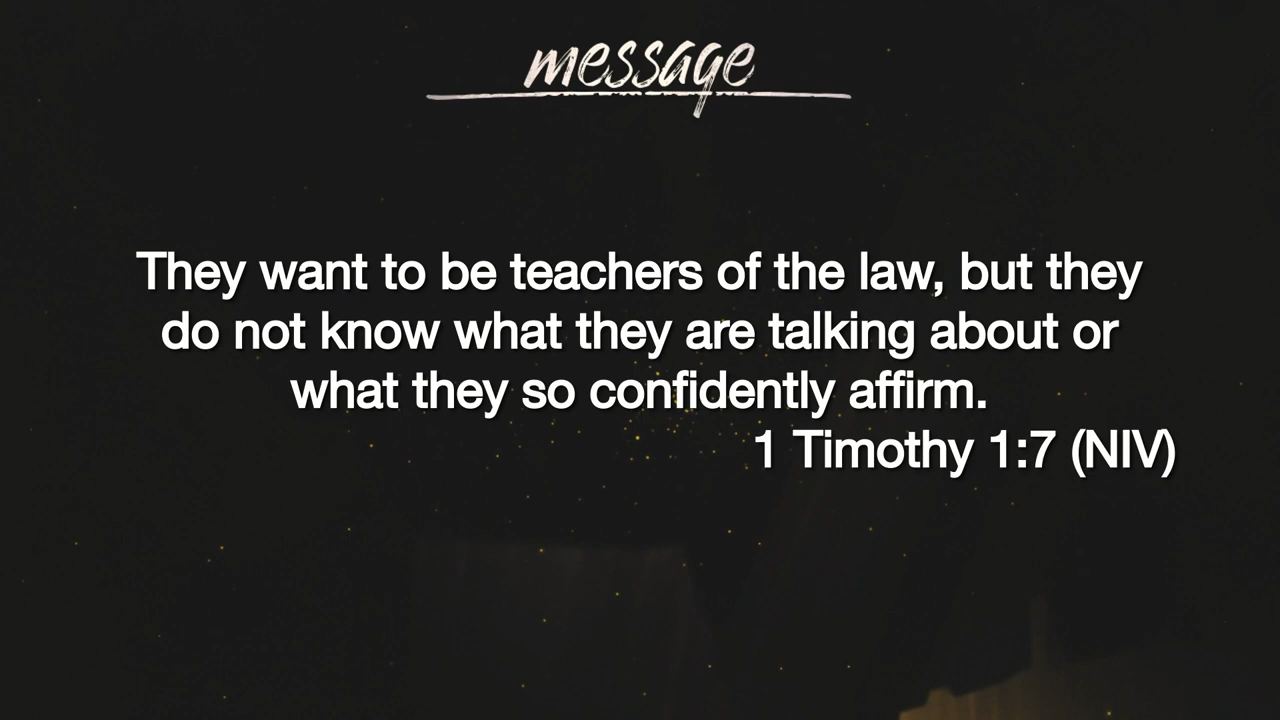 message
They want to be teachers of the law, but they
do not know what they are talking about or
what they so confidently affirm.
1 Timothy 1:7 (NIV)